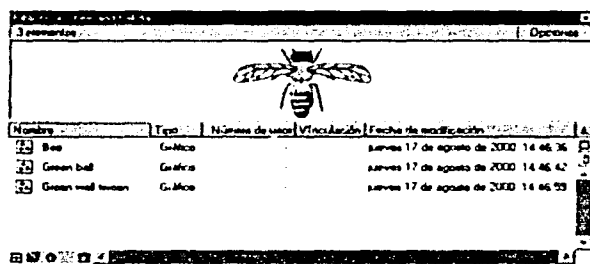 3 elementos Opciones
Nombre Tipo Número de usos Vinculación Fecha de modificación
Bee Gráfico - jueves 17 de agosto de 2000 14:46:36
Green ball Gráfico - jueves 17 de agosto de 2000 14:46:42
Green ball tween Gráfico - jueves 17 de agosto de 2000 14:46:59